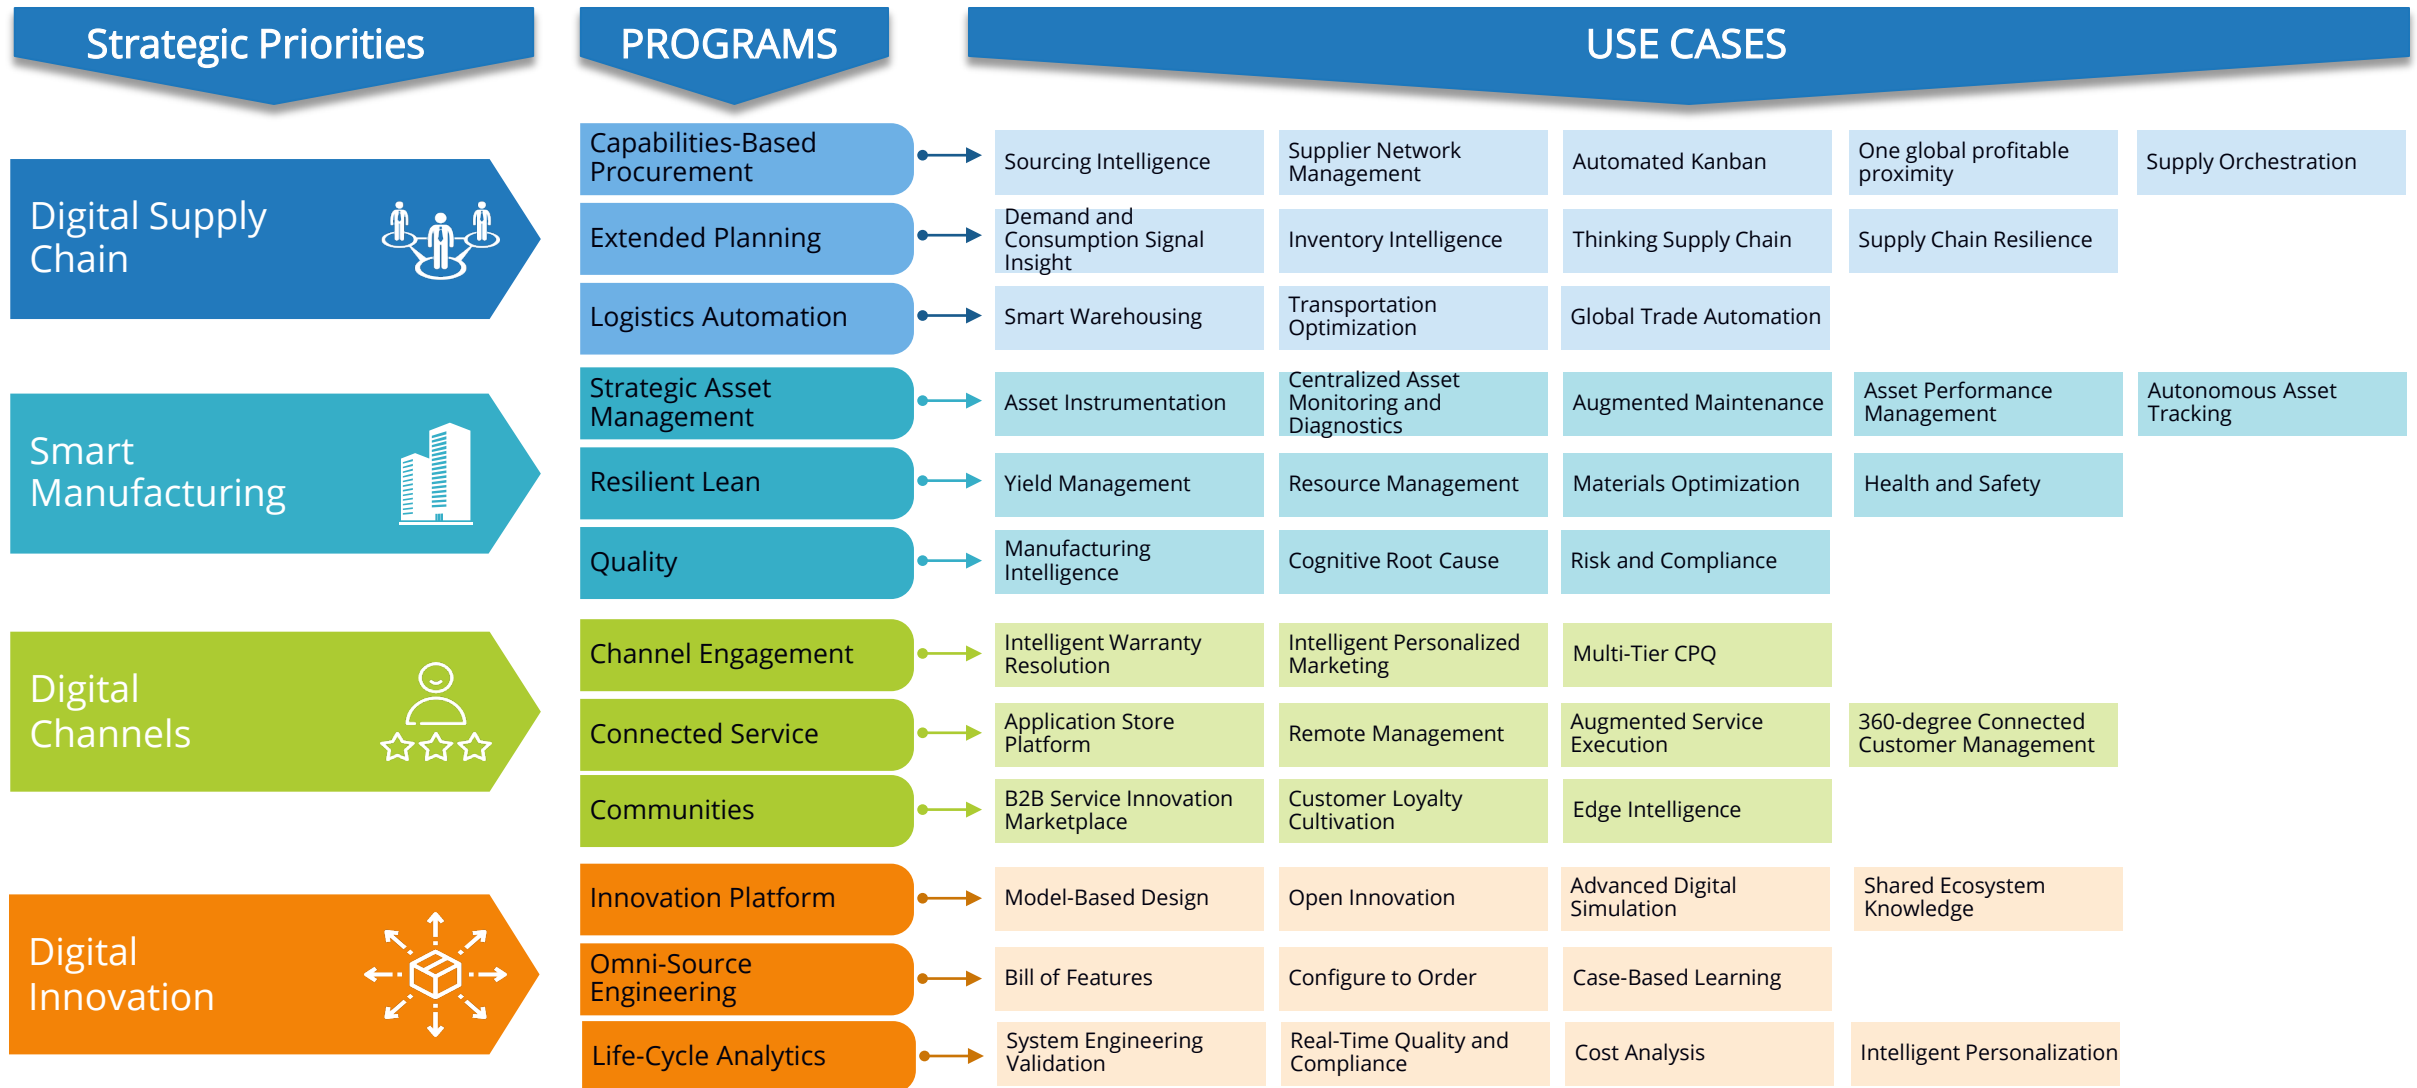 Strategic Priorities
PROGRAMS
USE CASES
Digital Supply
Chain
Capabilities-Based
Procurement
Sourcing Intelligence
Supplier Network
Management
Automated Kanban
One global profitable
proximity
Supply Orchestration
Extended Planning
Demand and
Consumption Signal
Insight
Inventory Intelligence
Thinking Supply Chain
Supply Chain Resilience
Logistics Automation
Smart Warehousing
Transportation
Optimization
Global Trade Automation
Smart
Manufacturing
Strategic Asset
Management
Asset Instrumentation
Centralized Asset
Monitoring and
Diagnostics
Augmented Maintenance
Asset Performance
Management
Autonomous Asset
Tracking
Resilient Lean
Yield Management
Resource Management
Materials Optimization
Health and Safety
Quality
Manufacturing
Intelligence
Cognitive Root Cause
Risk and Compliance
Digital
Channels
Channel Engagement
Intelligent Warranty
Resolution
Intelligent Personalized
Marketing
Multi-Tier CPQ
Connected Service
Application Store
Platform
Remote Management
Augmented Service
Execution
360-degree Connected
Customer Management
Communities
B2B Service Innovation
Marketplace
Customer Loyalty
Cultivation
Edge Intelligence
Digital
Innovation
Innovation Platform
Model-Based Design
Open Innovation
Advanced Digital
Simulation
Shared Ecosystem
Knowledge
Omni-Source
Engineering
Bill of Features
Configure to Order
Case-Based Learning
Life-Cycle Analytics
System Engineering
Validation
Real-Time Quality and
Compliance
Cost Analysis
Intelligent Personalization